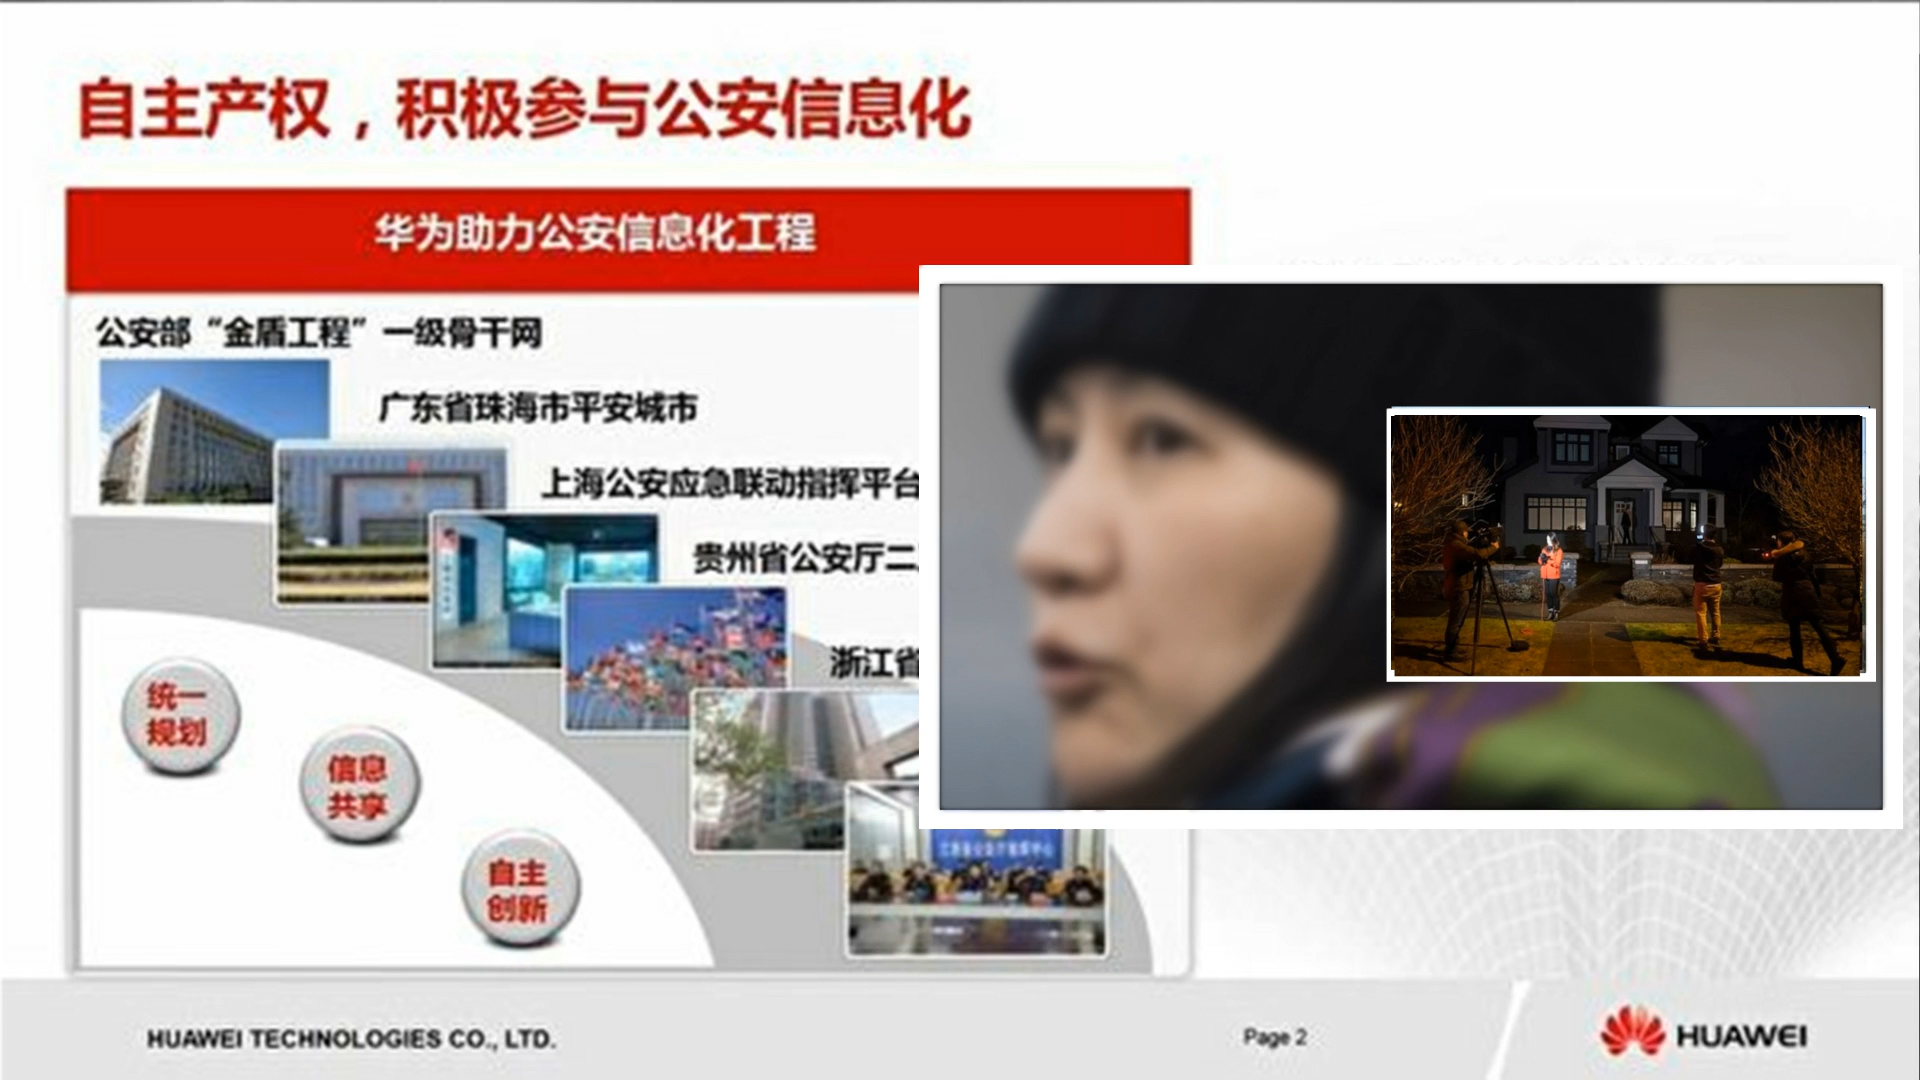 自主产权，积极参与公安信息化
华为助力公安信息化工程
公安部“金盾工程”一级骨干网
广东省珠海市平安城市
上海公安应急联动指挥平台
贵州省公安厅二
浙江省
统一
规划
信息
共享
自主
创新
HUAWEI TECHNOLOGIES CO., LTD.
Page 2
HUAWEI